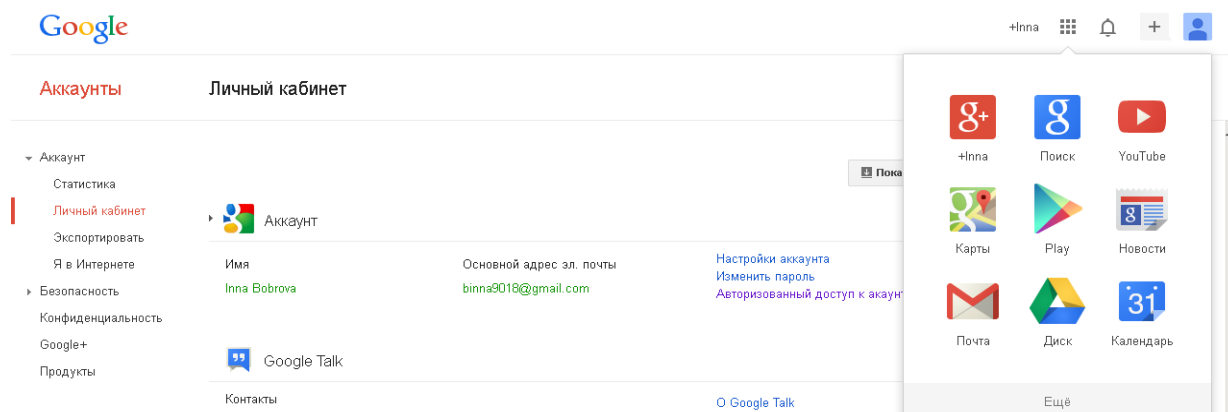 Google
+Inna
Аккаунты
Личный кабинет
Аккаунт
Статистика
Личный кабинет
Экспортировать
Я в Интернете
Безопасность
Конфиденциальность
Google+
Продукты
Пока
Аккаунт
Имя
Основной адрес эл. почты
Inna Bobrova
binna9018@gmail.com
Настройки аккаунта
Изменить пароль
Авторизованный доступ к акаунт
Google Talk
Контакты
О Google Talk
g+
g
+Inna
Поиск
YouTube
g
g
Карты
Play
Новости
31
Почта
Диск
Календарь
Ещё